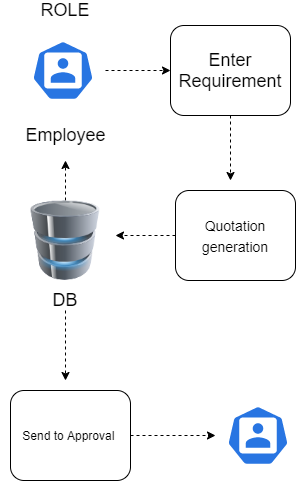 ROLE
Enter
Requirement
Employee
Quotation
generation
DB
Send to Approval